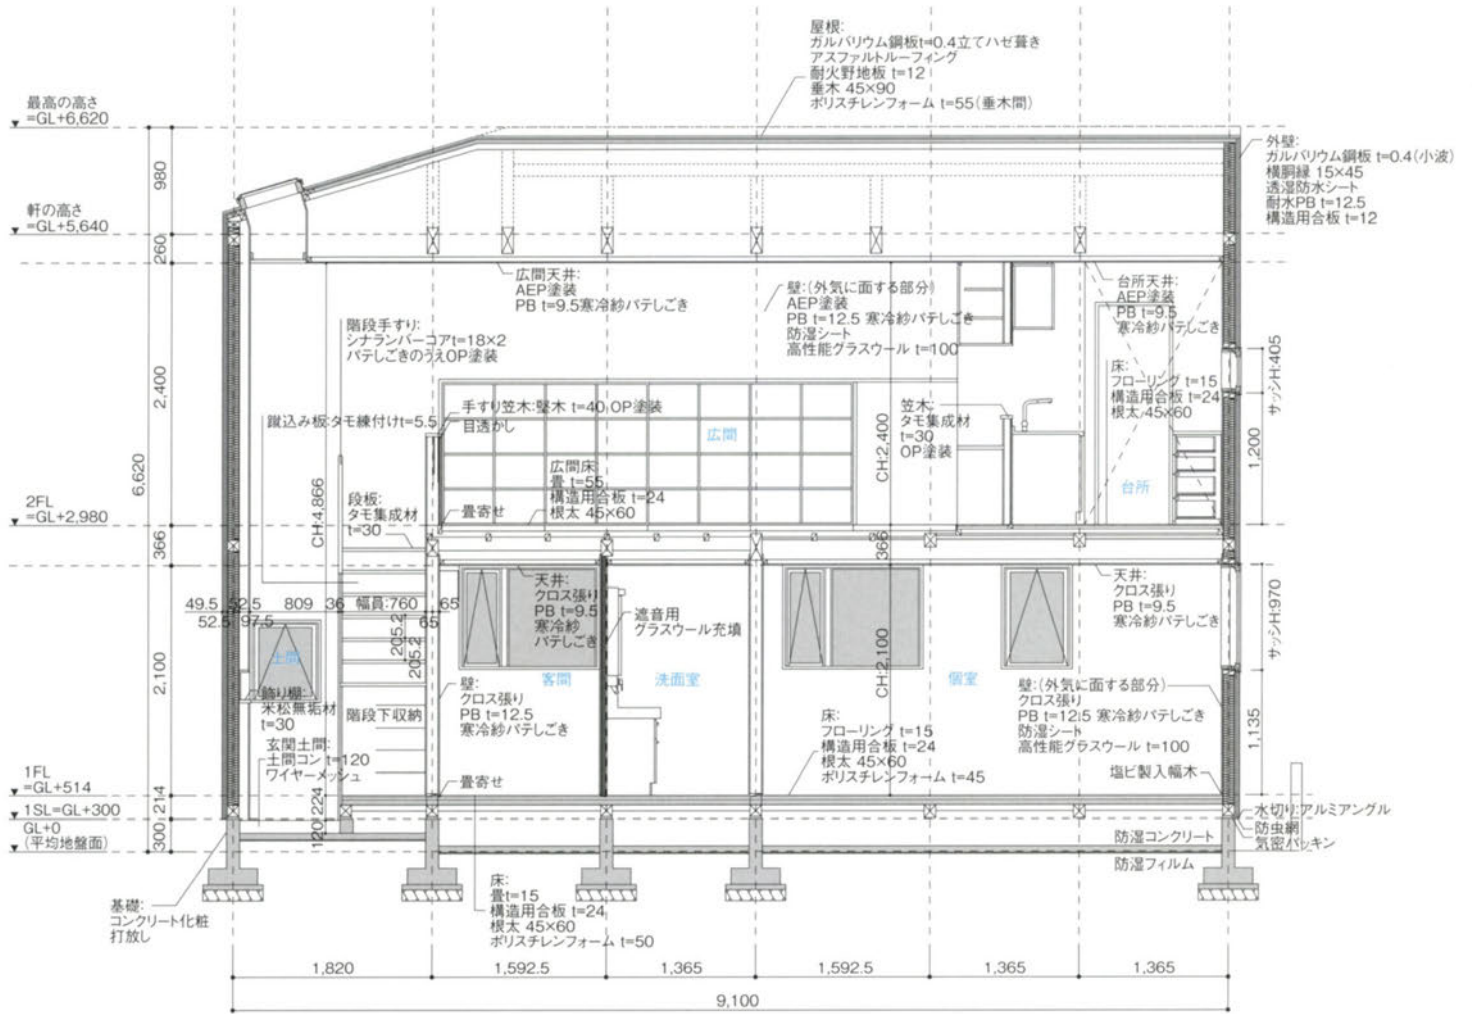 屋根:
ガルバリウム鋼板t=0.4立てハゼ葺き
アスファルトルーフィング
耐火野地板 t=12
垂木 45×90
ポリスチレンフォーム t=55(垂木間)
最高の高さ
=GL+6,620
外壁:
ガルバリウム鋼板 t=0.4(小波)
横胴縁 15×45
透湿防水シート
耐水PB t=12.5
構造用合板 t=12
980
軒の高さ
=GL+5,640
260
広間天井:
AEP塗装
PB t=9.5寒冷紗パテしごき
壁:(外気に面する部分)
AEP塗装
PB t=12.5 寒冷紗パテしごき
防湿シート
高性能グラスウール t=100
台所天井:
AEP塗装
PB t=9.5
寒冷紗パテしごき
階段手すり:
シナランバーコアt=18×2
パテしごきのうえOP塗装
床:
フローリング t=15
構造用合板 t=24
根太 45×60
サッシH:405
2,400
手すり笠木:堅木 t=40 OP塗装
目透かし
蹴込み板:タモ練付けt=5.5
笠木:
タモ集成材
t=30
OP塗装
広間
CH:2,400
1,200
6,620
広間床
畳 t=55
構造用合板 t=24
根太 45×60
台所
2FL
=GL+2,980
CH:4,866
段板:
タモ集成材
t=30
畳寄せ
366
366
天井:
クロス張り
PB t=9.5
寒冷紗
パテしごき
天井:
クロス張り
PB t=9.5
寒冷紗パテしごき
49.5
52.5
809
36
幅員:760
65
52.5
97.5
65
205.2
205.2
遮音用
グラスウール充填
サッシH:970
2,100
CH:2,100
土間
客間
洗面室
個室
飾り棚:
米松無垢材
t=30
階段下収納
壁:
クロス張り
PB t=12.5
寒冷紗パテしごき
床:
フローリング t=15
構造用合板 t=24
根太 45×60
ポリスチレンフォーム t=45
壁:(外気に面する部分)
クロス張り
PB t=12.5 寒冷紗パテしごき
防湿シート
高性能グラスウール t=100
1,135
玄関土間:
土間コン t=120
ワイヤーメッシュ
塩ビ製入幅木
1FL
=GL+514
畳寄せ
214
224
1SL=GL+300
水切り:アルミアングル
防虫網
気密パッキン
GL+0
(平均地盤面)
300
120
防湿コンクリート
防湿フィルム
床:
畳t=15
構造用合板 t=24
根太 45×60
ポリスチレンフォーム t=50
基礎:
コンクリート化粧
打放し
1,820
1,592.5
1,365
1,592.5
1,365
1,365
9,100